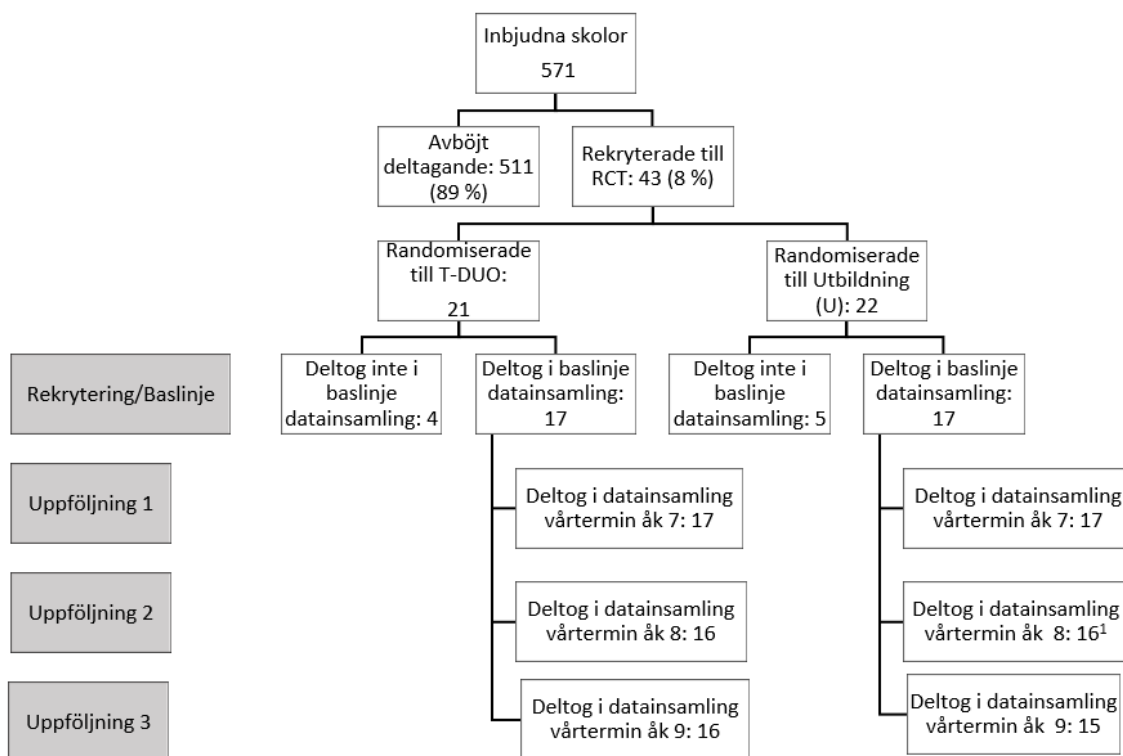 Inbjudna skolor
571
Avböjt
deltagande: 511
(89 %)
Rekryterade till
RCT: 43 (8 %)
Randomiserade
till T-DUO:
21
Randomiserade
till Utbildning
(U): 22
Rekrytering/Baslinje
Deltog inte i
baslinje
datainsamling: 4
Deltog i baslinje
datainsamling:
17
Deltog inte i
baslinje
datainsamling: 5
Deltog i baslinje
datainsamling:
17
Uppföljning 1
Deltog i datainsamling
vårtermin åk 7: 17
Deltog i datainsamling
vårtermin åk 7: 17
Uppföljning 2
Deltog i datainsamling
vårtermin åk 8: 16
Deltog i datainsamling
vårtermin åk 8: 16¹
Uppföljning 3
Deltog i datainsamling
vårtermin åk 9: 16
Deltog i datainsamling
vårtermin åk 9: 15